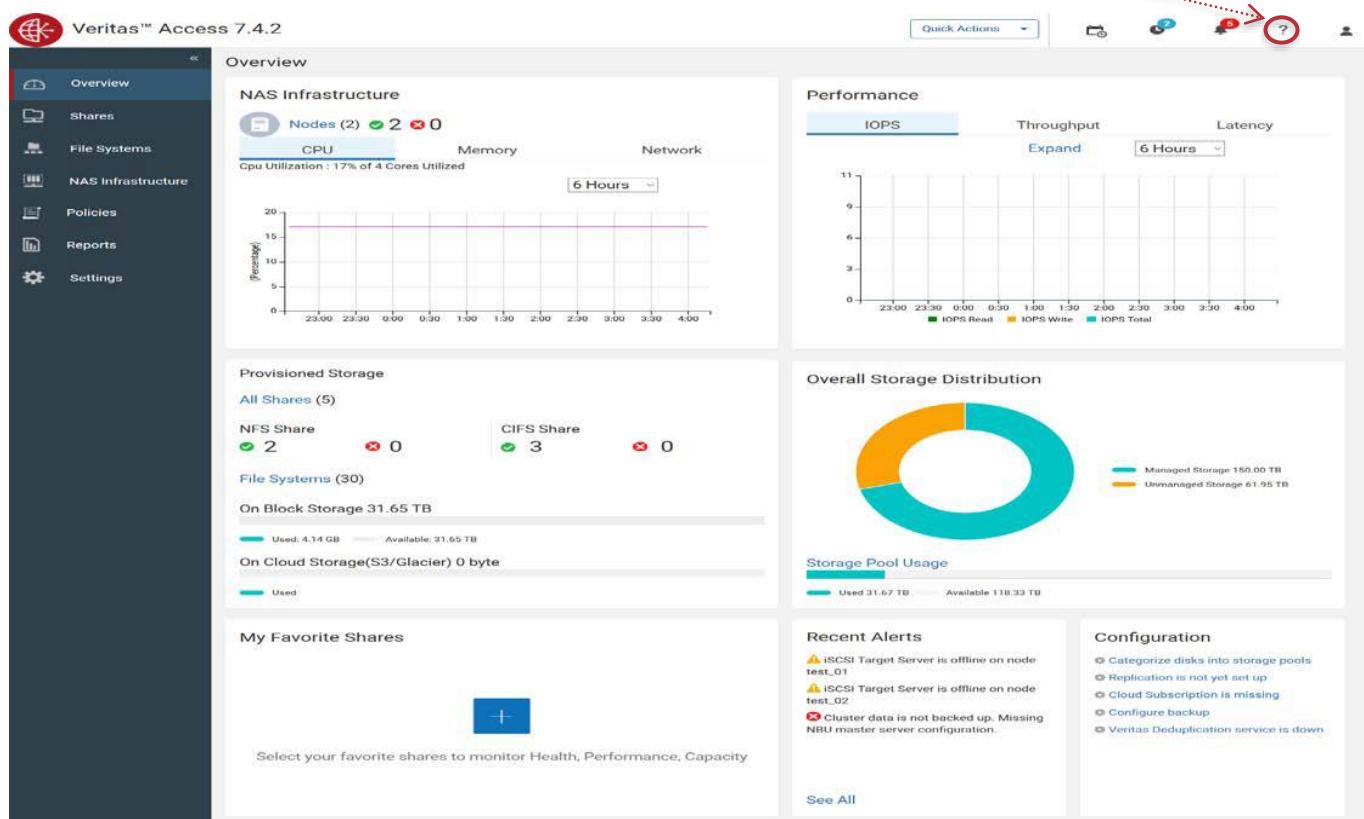 Veritas™ Access 7.4.2
Quick Actions
2
5
?
«
Overview
Shares
File Systems
NAS Infrastructure
Policies
Reports
Settings
Overview
NAS Infrastructure
Nodes (2) 2 0
CPU Memory Network
Cpu Utilization : 17% of 4 Cores Utilized
6 Hours
(Percentage)
20
15
10
5
0
23:00 23:30 0:00 0:30 1:00 1:30 2:00 2:30 3:00 3:30 4:00
Performance
IOPS Throughput Latency
Expand 6 Hours
11
9
6
3
0
23:00 23:30 0:00 0:30 1:00 1:30 2:00 2:30 3:00 3:30 4:00
IOPS Read IOPS Write IOPS Total
Provisioned Storage
All Shares (5)
NFS Share CIFS Share
2 0 3 0
File Systems (30)
On Block Storage 31.65 TB
Used: 4.14 GB Available: 31.65 TB
On Cloud Storage(S3/Glacier) 0 byte
Used
Overall Storage Distribution
Managed Storage 150.00 TB
Unmanaged Storage 61.95 TB
Storage Pool Usage
Used 31.67 TB Available 118.33 TB
My Favorite Shares
+
Select your favorite shares to monitor Health, Performance, Capacity
Recent Alerts
iSCSI Target Server is offline on node
test_01
iSCSI Target Server is offline on node
test_02
Cluster data is not backed up. Missing
NBU master server configuration.
See All
Configuration
Categorize disks into storage pools
Replication is not yet set up
Cloud Subscription is missing
Configure backup
Veritas Deduplication service is down